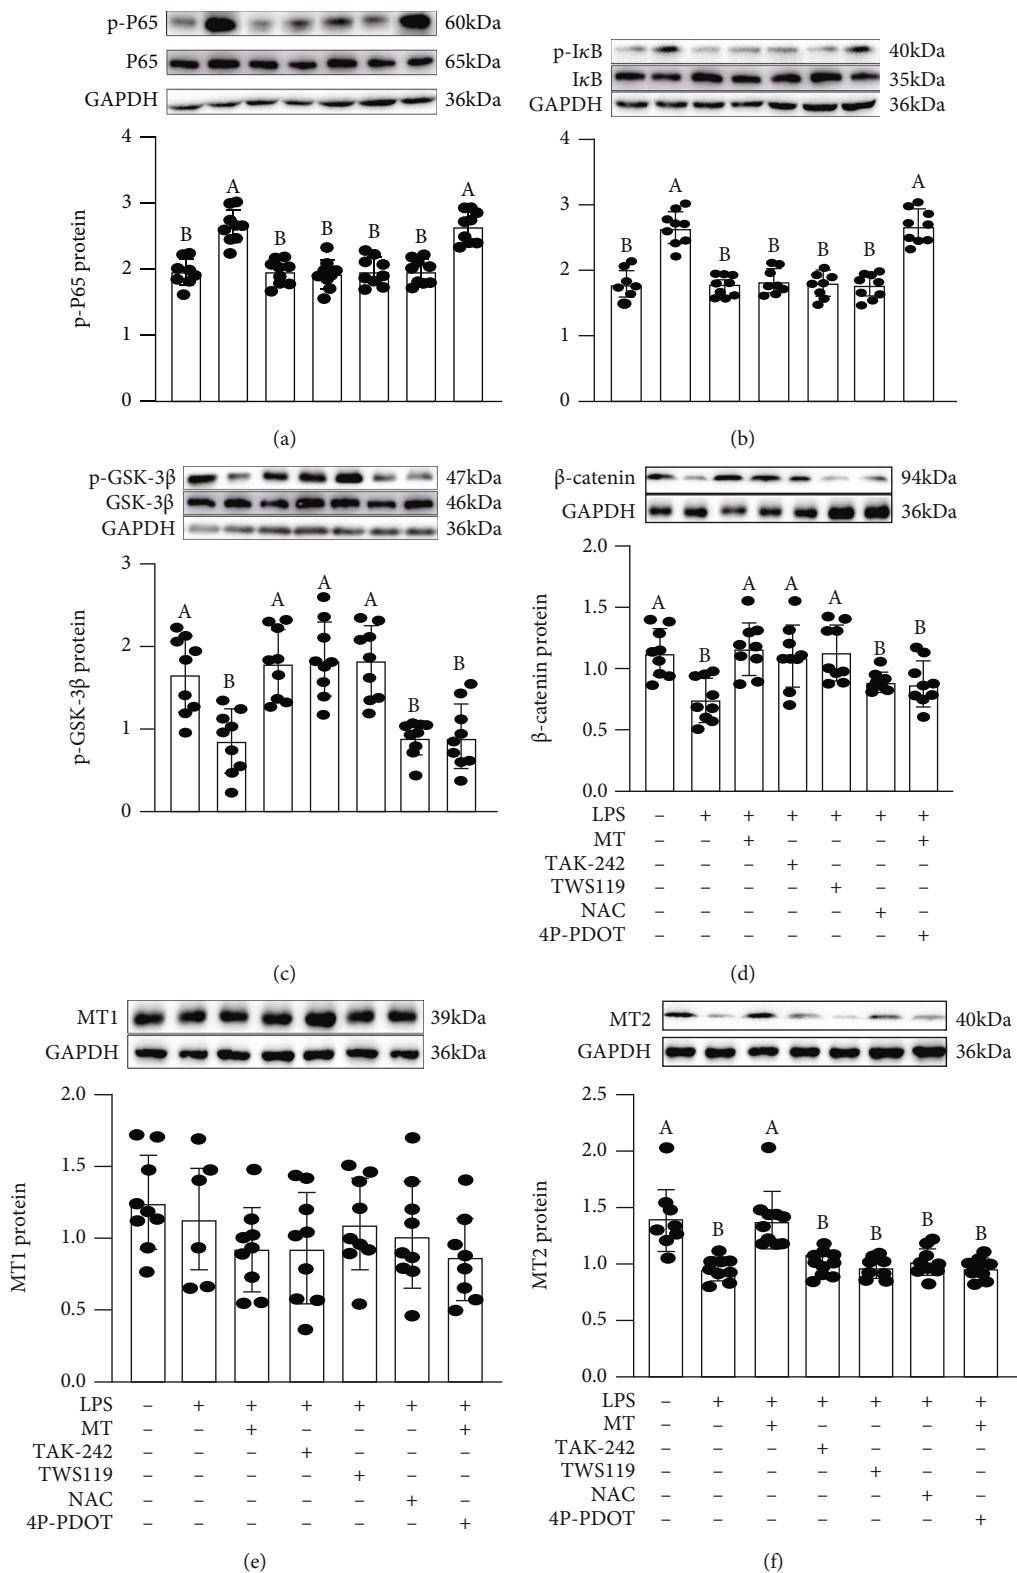 p-P65 60kDa
P65 65kDa
GAPDH 36kDa
4
3
2
1
0
p-P65 protein
B A B B B B A
(a)
p-IκB 40kDa
IκB 35kDa
GAPDH 36kDa
4
3
2
1
0
B A B B B B A
(b)
p-GSK-3β 47kDa
GSK-3β 46kDa
GAPDH 36kDa
3
2
1
0
p-GSK-3β protein
A B A A A B B
(c)
β-catenin 94kDa
GAPDH 36kDa
2.0
1.5
1.0
0.5
0.0
β-catenin protein
A B A A A B B
LPS – + + + + + +
MT – – + – – – +
TAK-242 – – – + – – –
TWS119 – – – – + – –
NAC – – – – – + –
4P-PDOT – – – – – – +
(d)
MT1 39kDa
GAPDH 36kDa
2.0
1.5
1.0
0.5
0.0
MT1 protein
LPS – + + + + + +
MT – – + – – – +
TAK-242 – – – + – – –
TWS119 – – – – + – –
NAC – – – – – + –
4P-PDOT – – – – – – +
(e)
MT2 40kDa
GAPDH 36kDa
2.5
2.0
1.5
1.0
0.5
0.0
MT2 protein
A B A B B B B
LPS – + + + + + +
MT – – + – – – +
TAK-242 – – – + – – –
TWS119 – – – – + – –
NAC – – – – – + –
4P-PDOT – – – – – – +
(f)